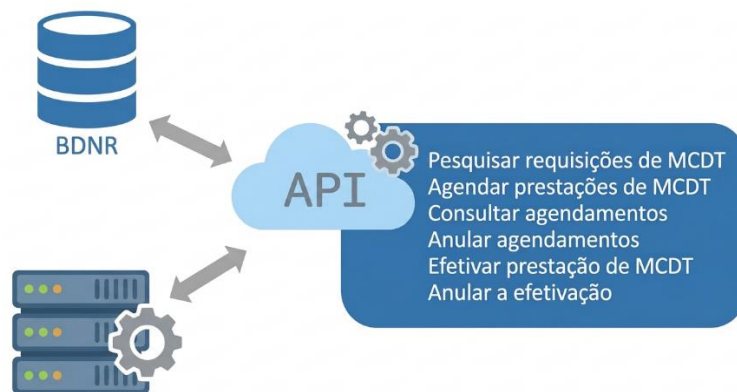 BDNR
API
Pesquisar requisições de MCDT
Agendar prestações de MCDT
Consultar agendamentos
Anular agendamentos
Efetivar prestação de MCDT
Anular a efetivação